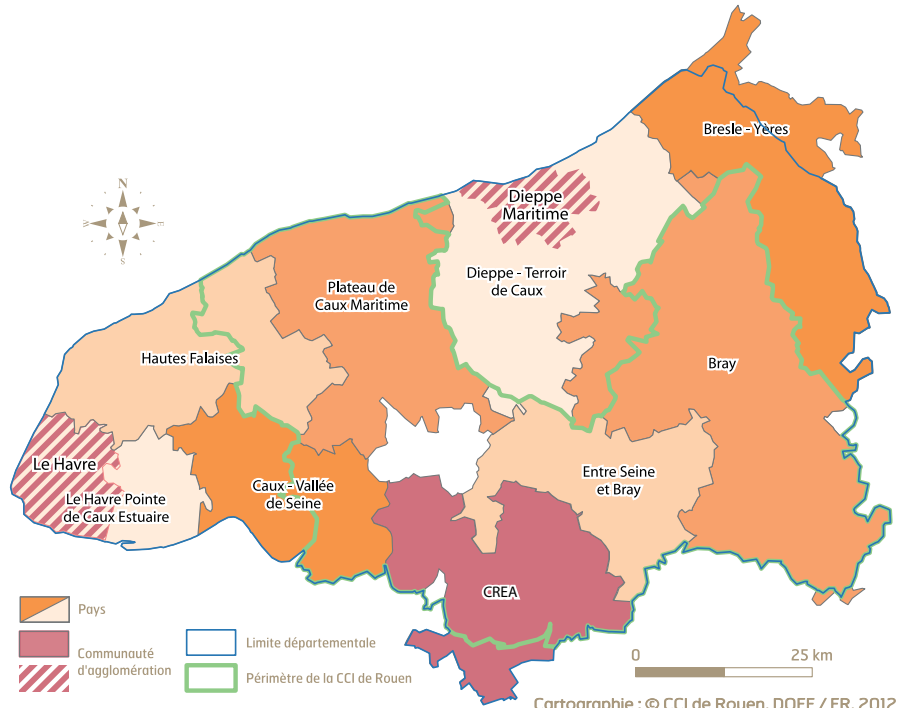 Bresle - Yères
N
E
S
Dieppe
Maritime
Dieppe - Terroir
de Caux
Plateau de
Caux Maritime
Hautes Falaises
Bray
Le Havre
Le Havre Pointe
de Caux Estuaire
Caux - Vallée
de Seine
Entre Seine
et Bray
CREA
Pays
Communauté
d'agglomération
Limite départementale
Périmètre de la CCI de Rouen
0 25 km
Cartographie : © CCI de Rouen, DOEE / ER, 2012